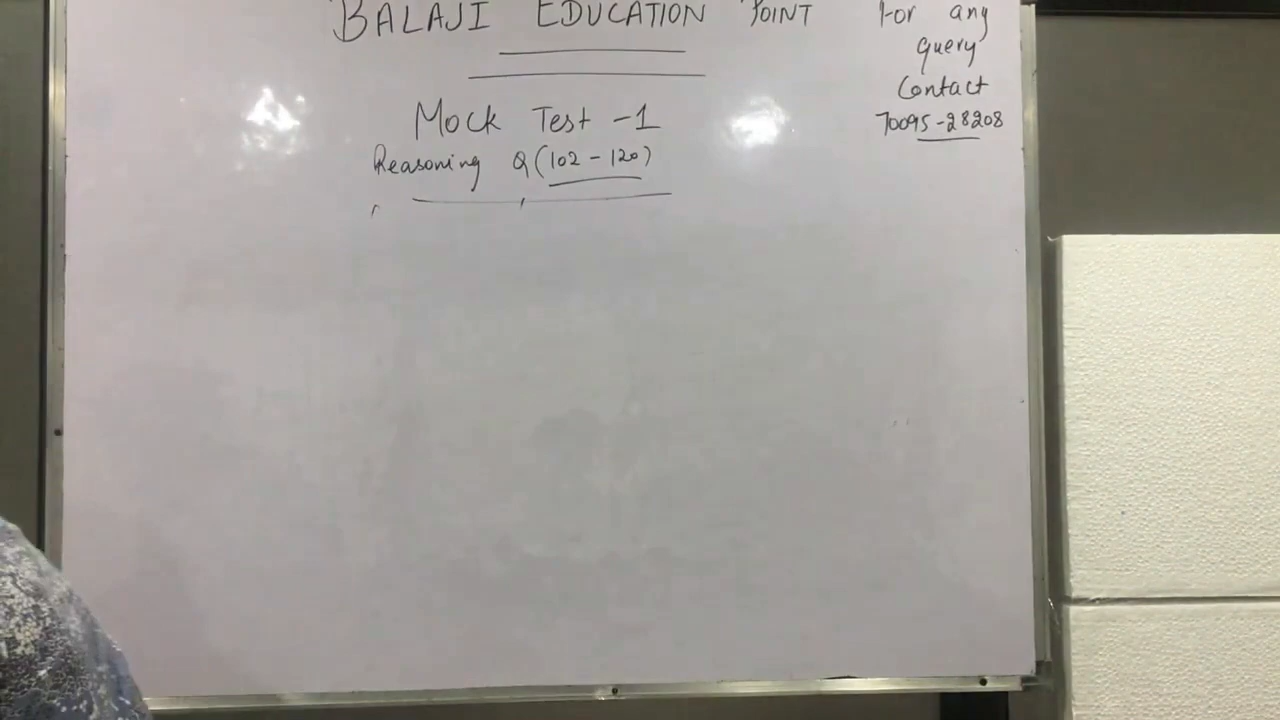 BALAJI EDUCATION POINT
For any
query
Contact
70095-28208
Mock Test -1
Reasoning Q(102-120)